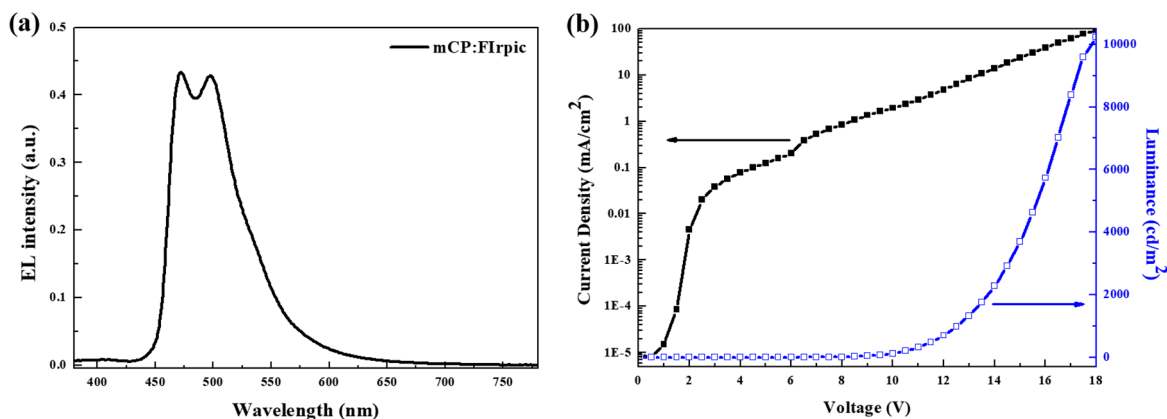 (a)
0.5
0.4
0.3
0.2
0.1
0.0
EL intensity (a.u.)
mCP:FIrpic
400 450 500 550 600 650 700 750
Wavelength (nm)
(b)
100
10
1
0.1
0.01
1E-3
1E-4
1E-5
Current Density (mA/cm²)
10000
8000
6000
4000
2000
0
Luminance (cd/m²)
0 2 4 6 8 10 12 14 16 18
Voltage (V)